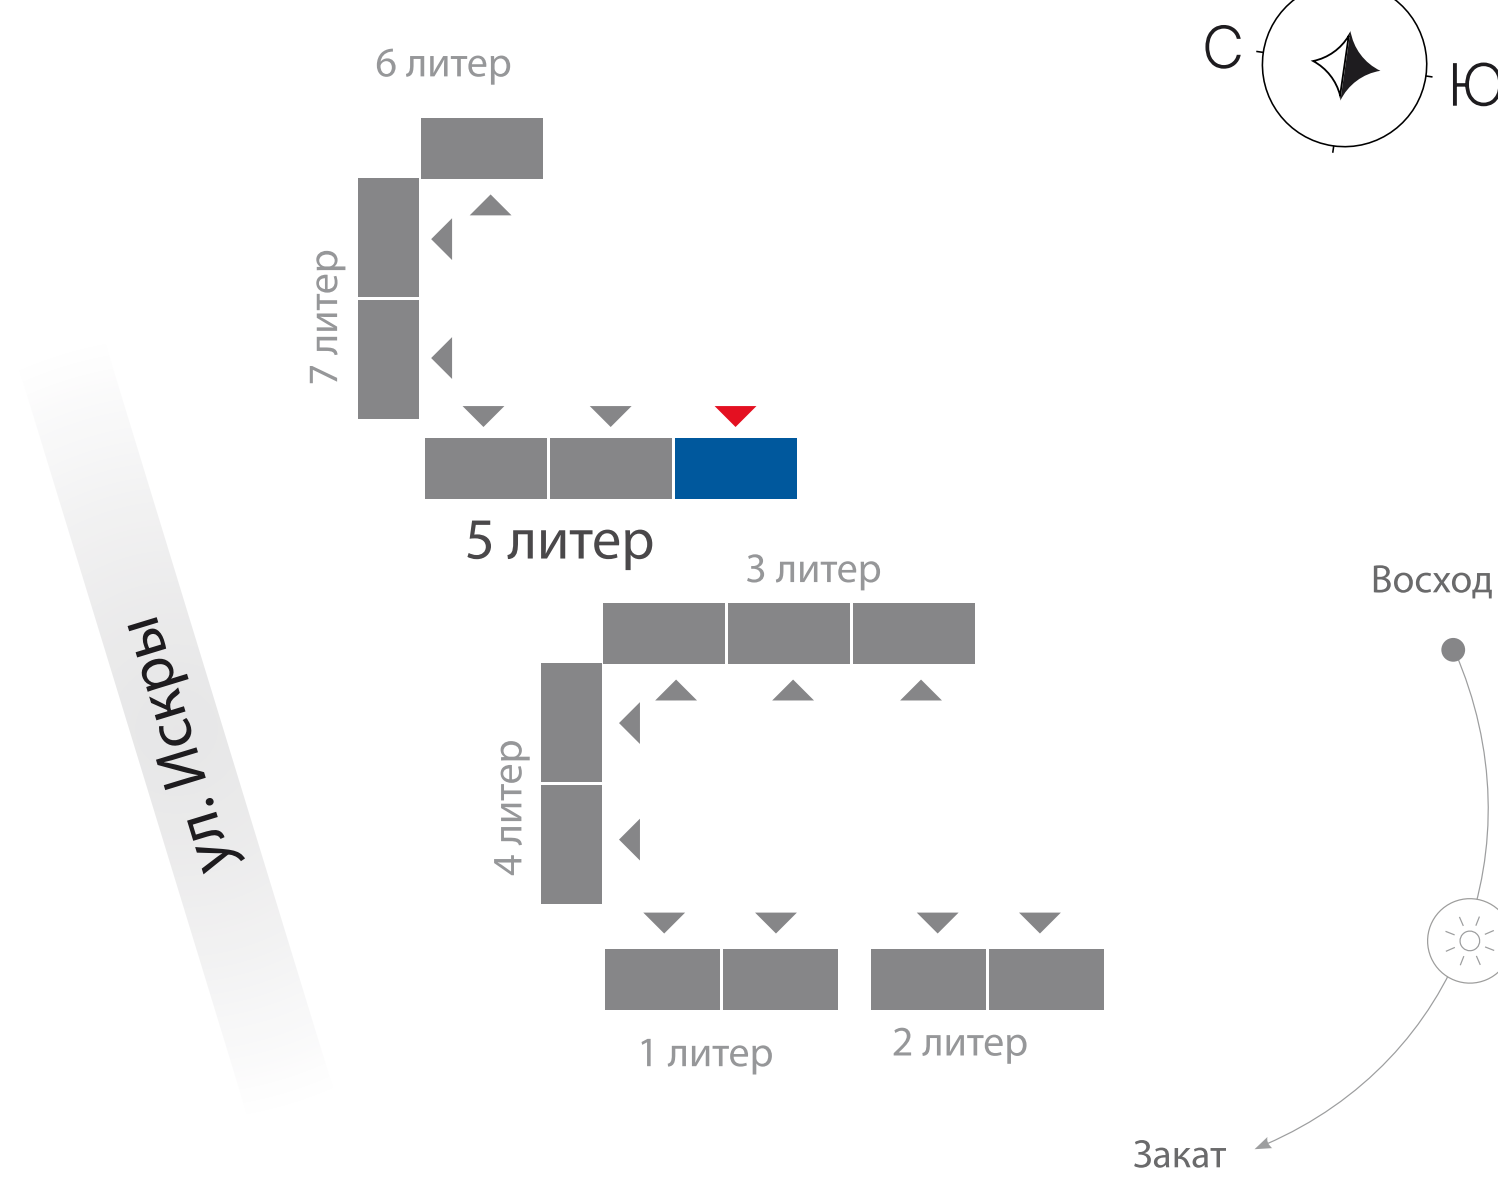 С
Ю
6 литер
7 литер
5 литер
3 литер
Восход
ул. Искры
4 литер
1 литер
2 литер
Закат